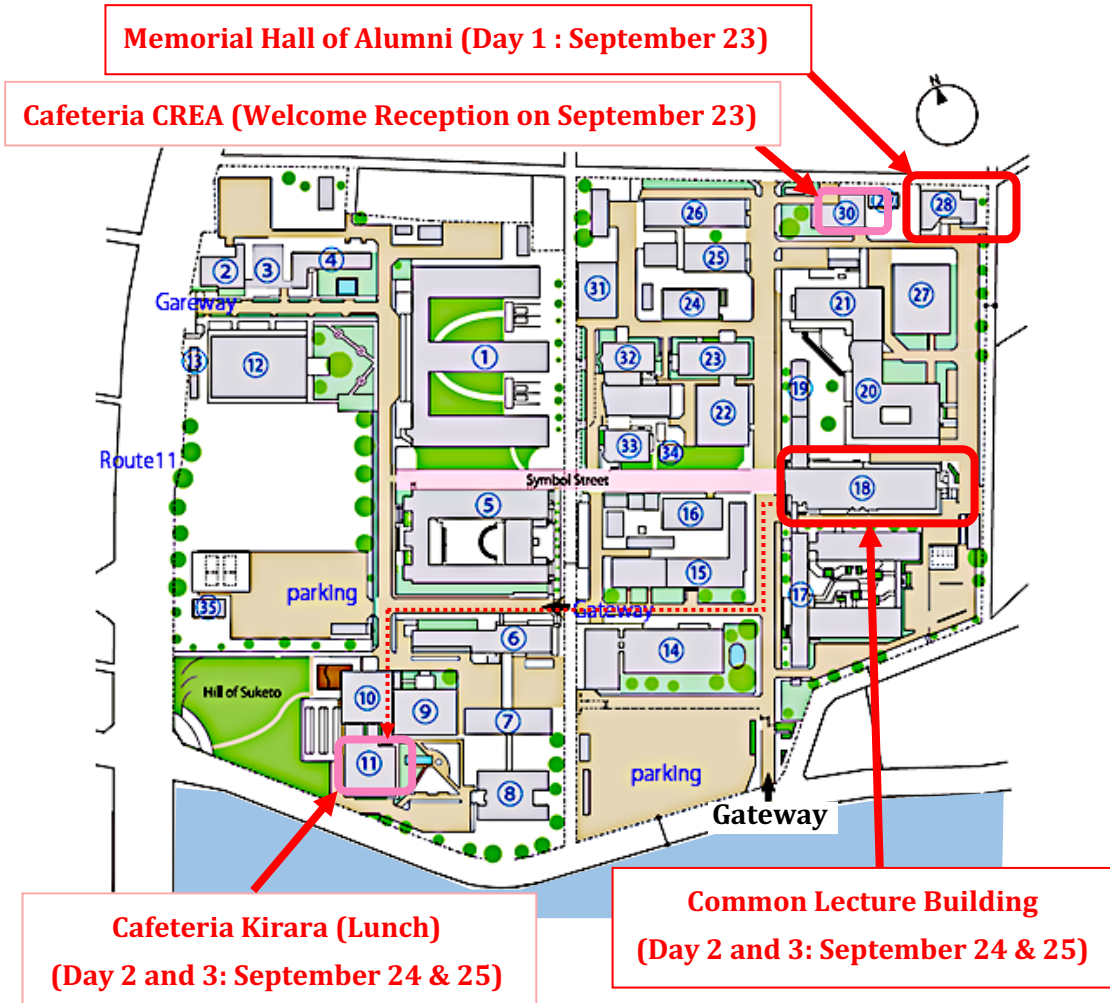 Memorial Hall of Alumni (Day 1 : September 23)
Cafeteria CREA (Welcome Reception on September 23)
N
28
30
26
2
3
4
25
31
24
21
27
Gareway
13
12
1
32
23
19
20
22
33
34
Route11
Symbol Street
18
5
16
15
parking
35
Gateway
17
6
14
Hill of Suketo
10
9
7
11
8
parking
Gateway
Cafeteria Kirara (Lunch)
(Day 2 and 3: September 24 & 25)
Common Lecture Building
(Day 2 and 3: September 24 & 25)